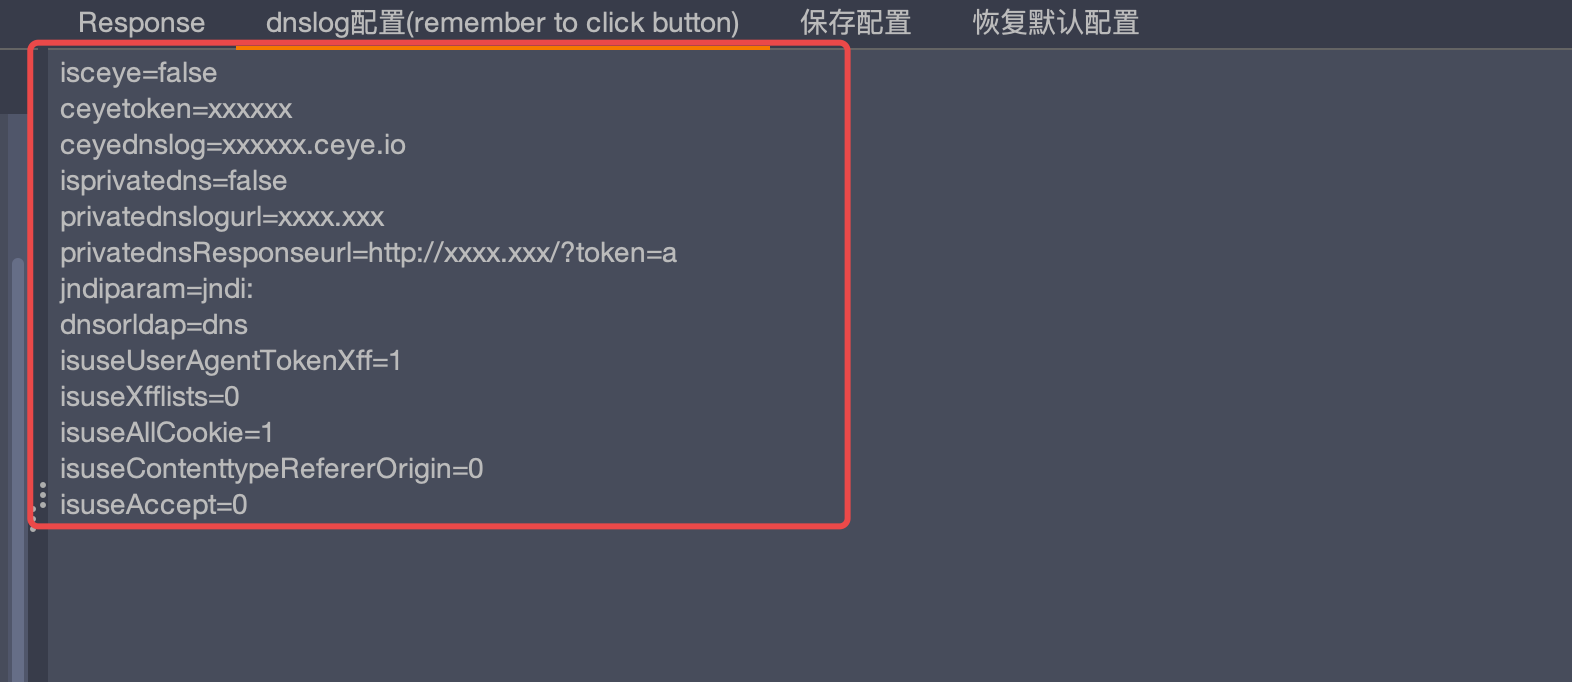 Response dnslog配置(remember to click button) 保存配置 恢复默认配置
isceye=false
ceyetoken=xxxxxx
ceyednslog=xxxxxx.ceye.io
isprivatedns=false
privatednslogurl=xxxx.xxx
privatednsResponseurl=http://xxxx.xxx/?token=a
jndiparam=jndi:
dnsorldap=dns
isuseUserAgentTokenXff=1
isuseXfflists=0
isuseAllCookie=1
isuseContenttypeRefererOrigin=0
isuseAccept=0